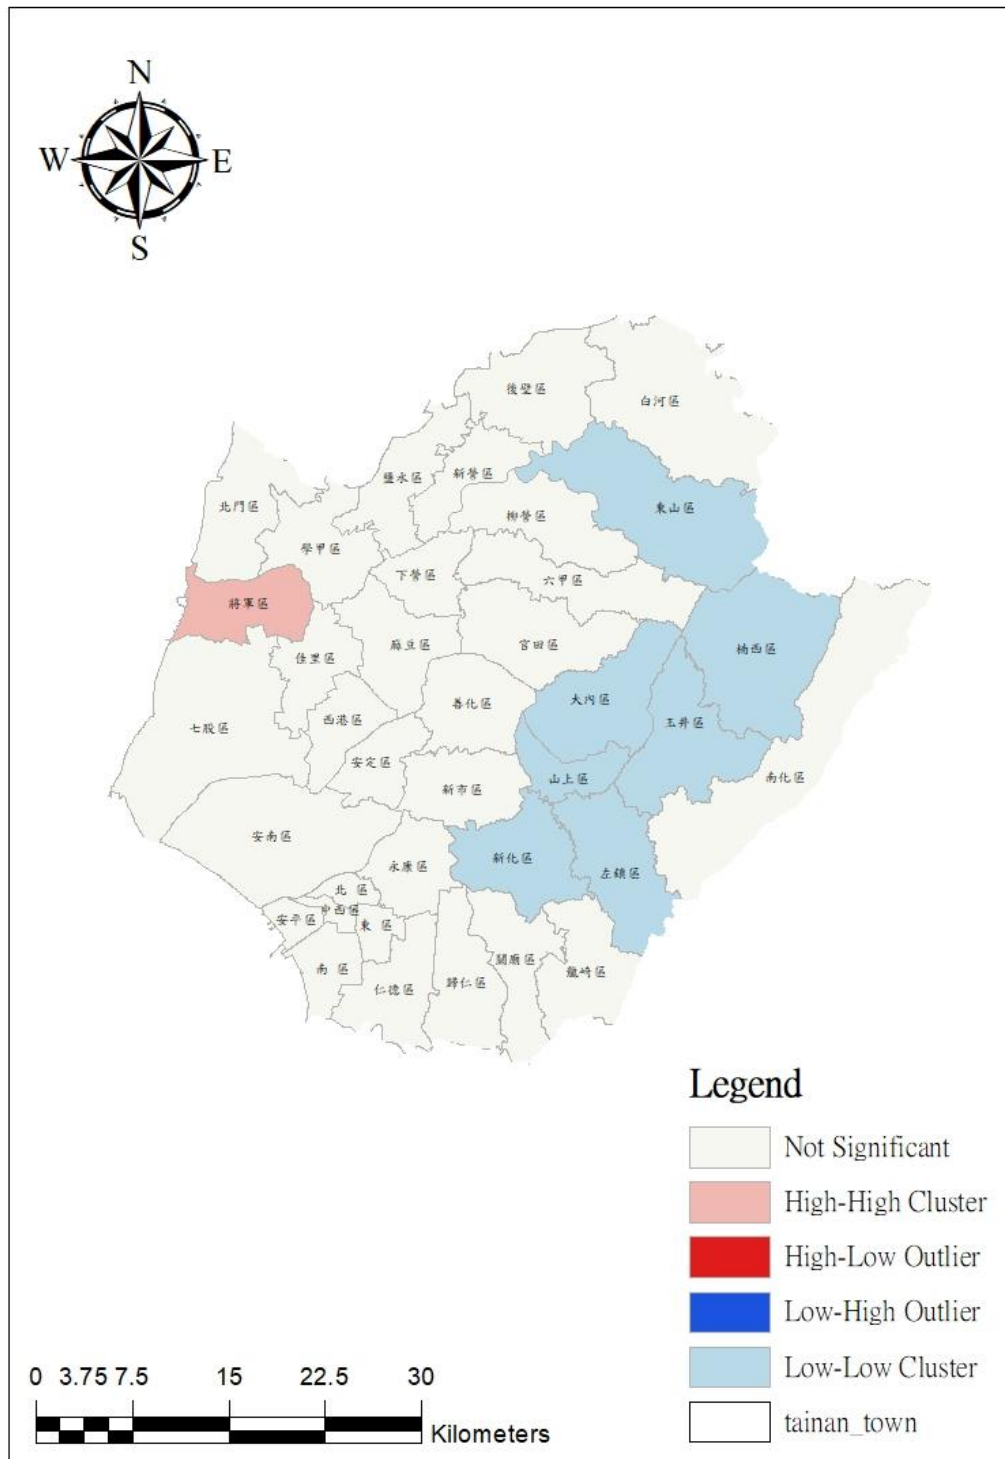 N
W E
S
後壁區
白河區
鹽水區
新營區
東山區
北門區
柳營區
學甲區
下營區
六甲區
將軍區
麻豆區
官田區
楠西區
佳里區
大內區
善化區
玉井區
西港區
七股區
安定區
山上區
南化區
新市區
安南區
新化區
永康區
左鎮區
北 區
中西區
安平區
東 區
關廟區
南 區
龍崎區
歸仁區
仁德區
Legend
Not Significant
High-High Cluster
High-Low Outlier
Low-High Outlier
Low-Low Cluster
tainan_town
0 3.75 7.5 15 22.5 30
Kilometers